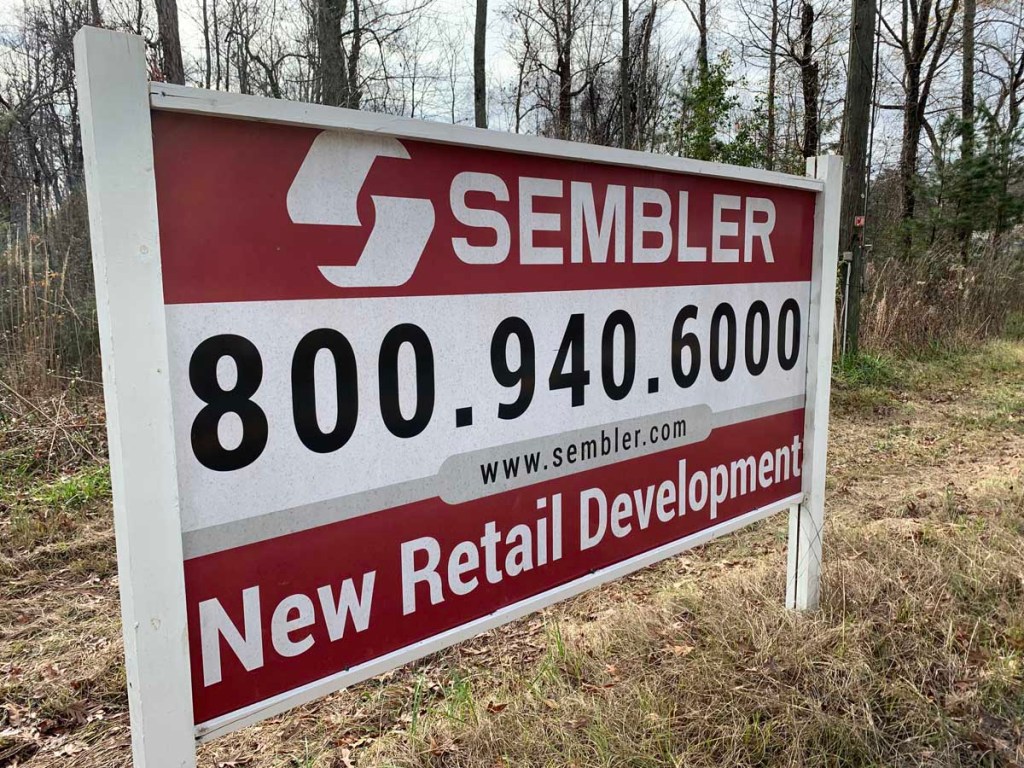 SEMBLER
800.940.6000
www.sembler.com
New Retail Development